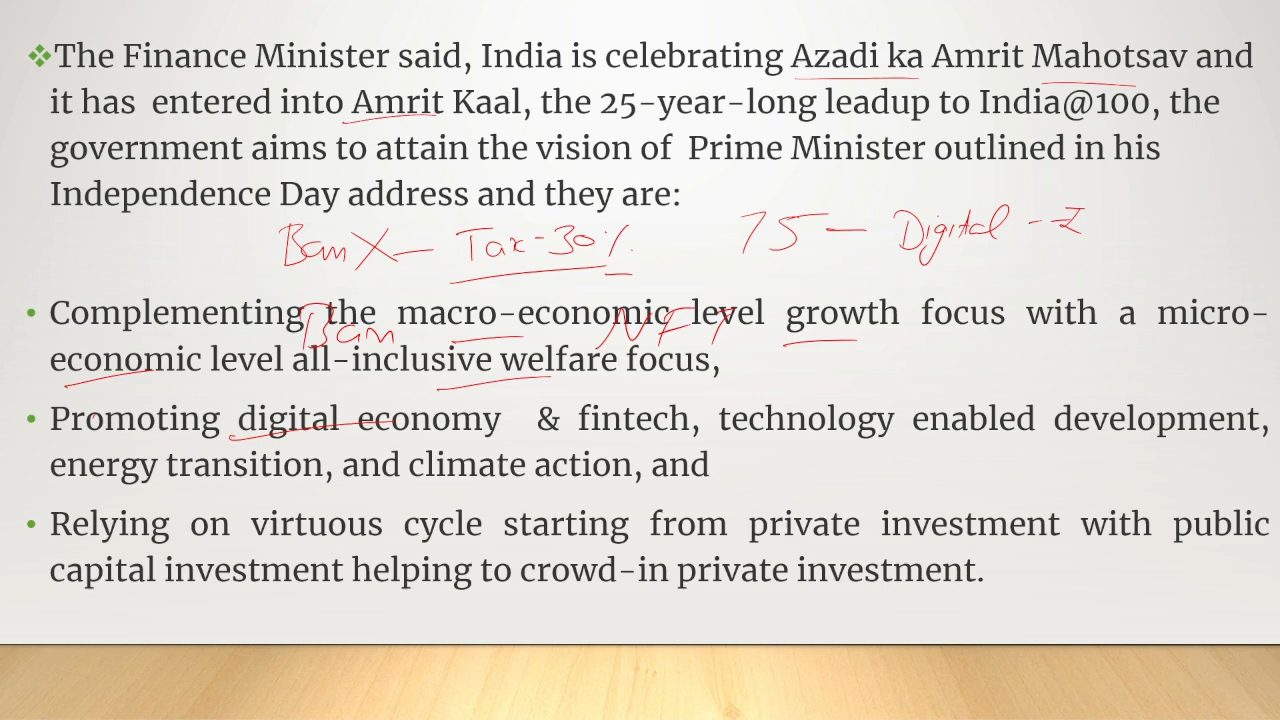 The Finance Minister said, India is celebrating Azadi ka Amrit Mahotsav and
it has entered into Amrit Kaal, the 25-year-long leadup to India@100, the
government aims to attain the vision of Prime Minister outlined in his
Independence Day address and they are:
Ban X - Tax - 30% 75 - Digital - ₹
• Complementing the macro-economic level growth focus with a micro-
Ban NFT
economic level all-inclusive welfare focus,
• Promoting digital economy & fintech, technology enabled development,
energy transition, and climate action, and
• Relying on virtuous cycle starting from private investment with public
capital investment helping to crowd-in private investment.